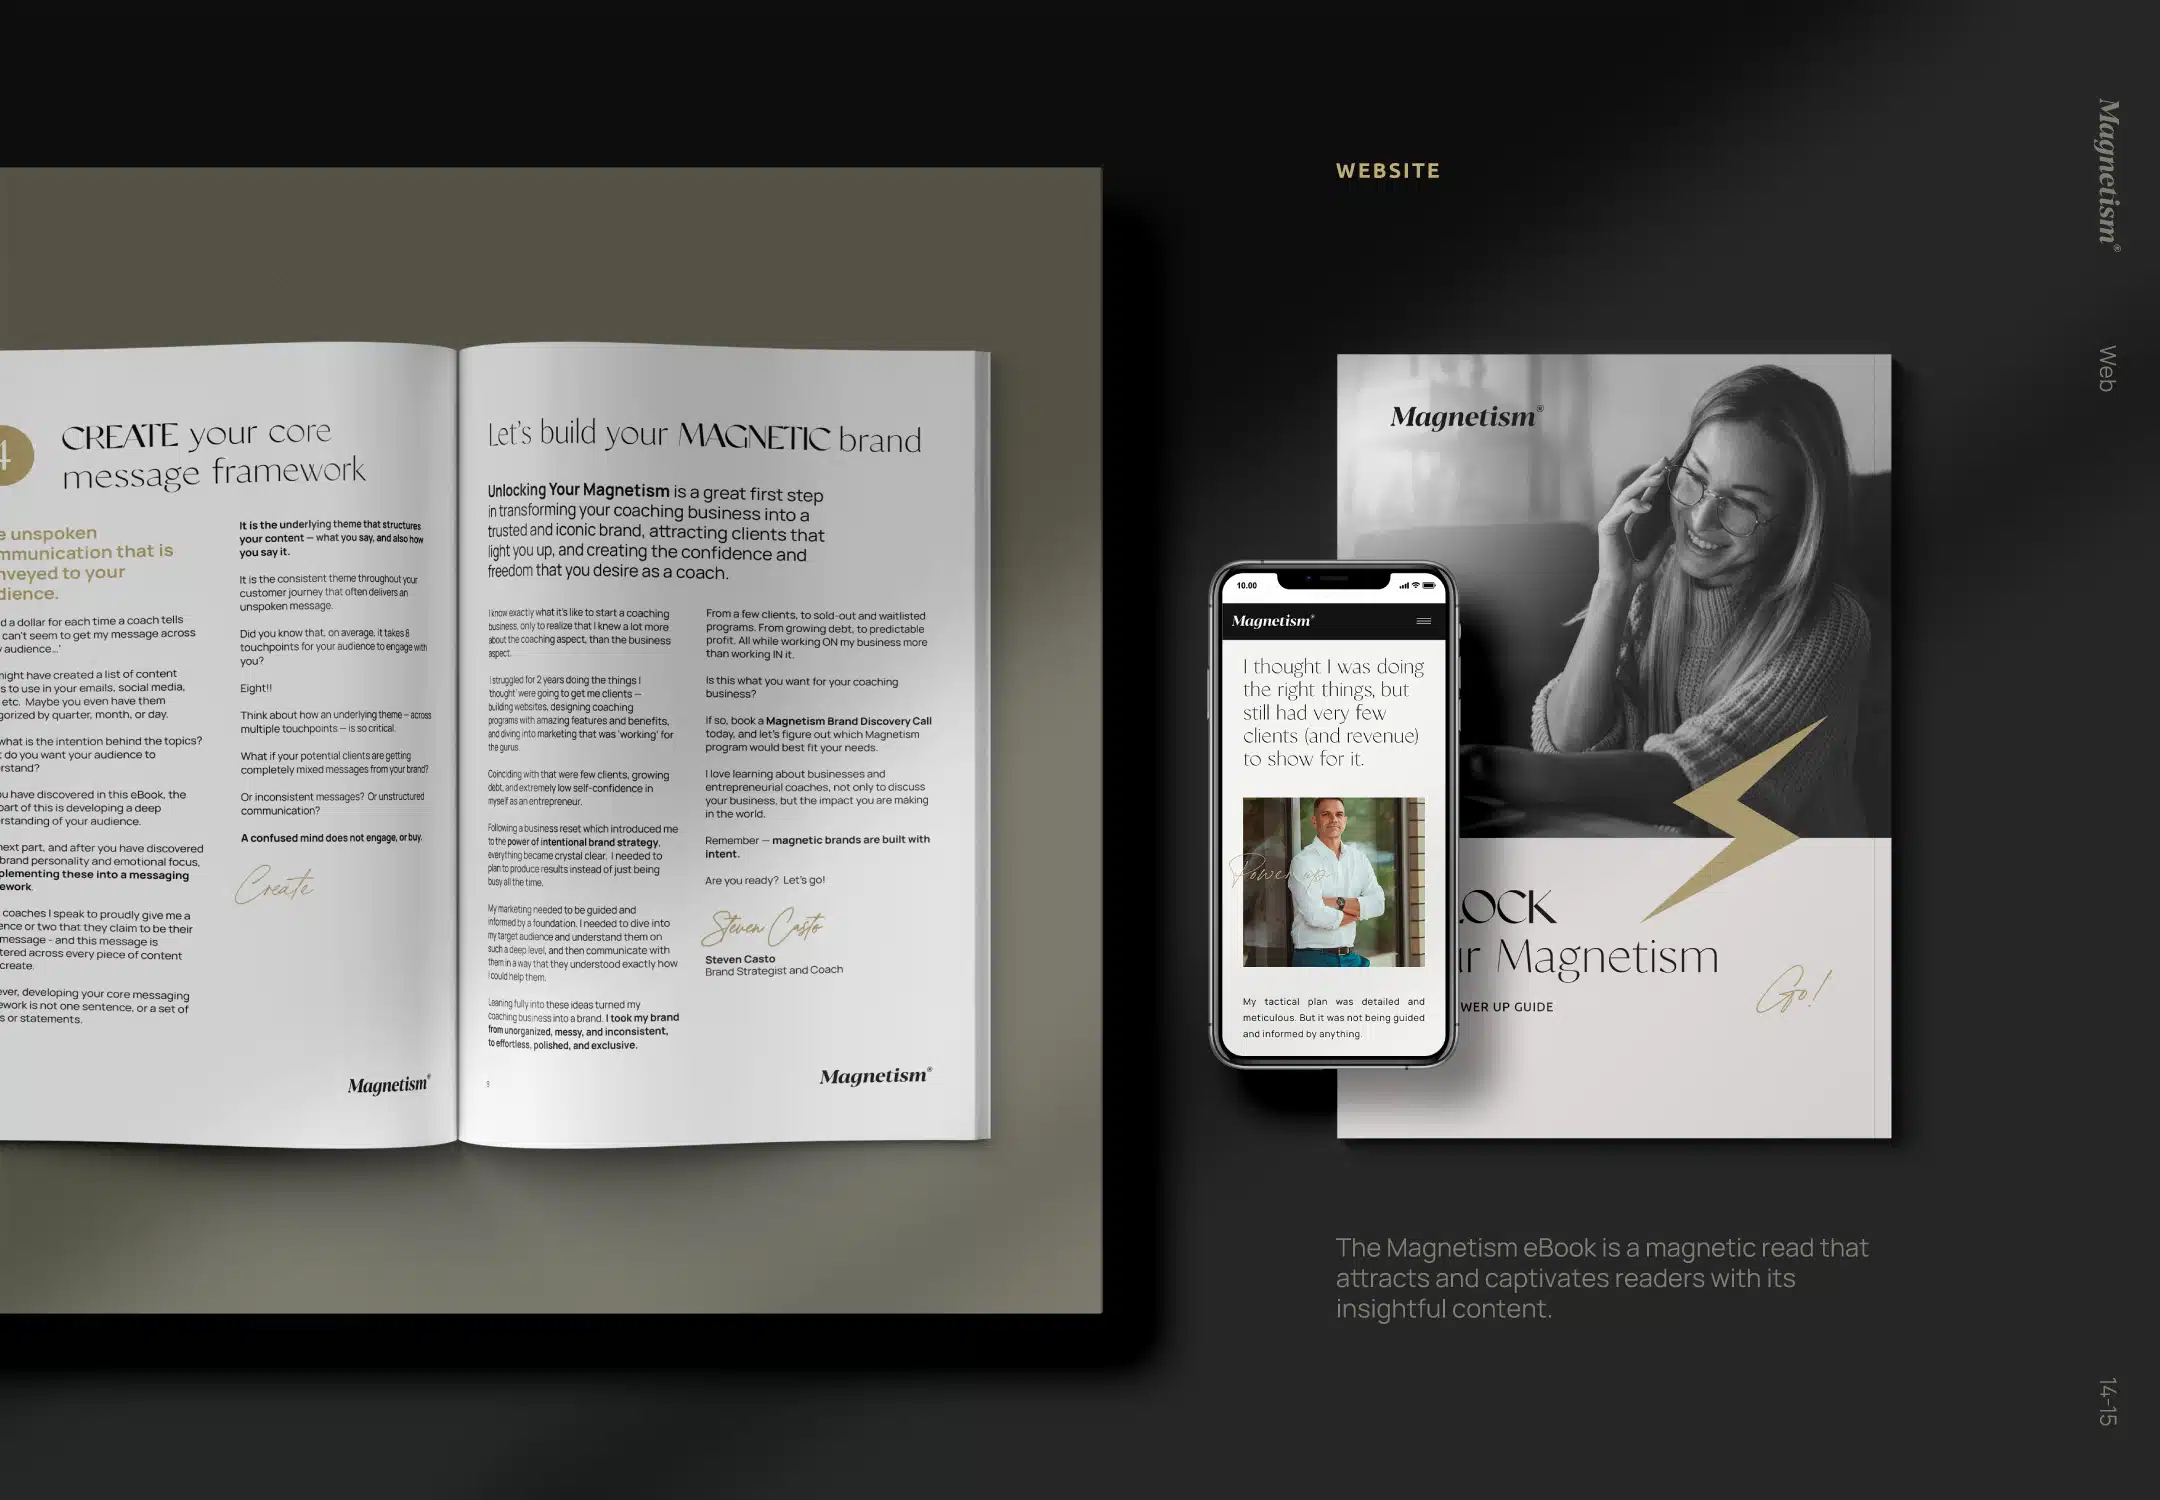 4
CREATE your core
message framework
unspoken
that is
to your
It is the underlying theme that structures
your content — what you say, and also how
you say it.
It is the consistent theme throughout your
customer journey that often delivers an
unspoken message.
Did you know that, on average, it takes 8
touchpoints for your audience to engage with
you?
Eight!!
Think about how an underlying theme – across
multiple touchpoints — is so critical.
What if your potential clients are getting
completely mixed messages from your brand?
Or inconsistent messages? Or unstructured
communication?
A confused mind does not engage, or buy.
Create
a dollar for each time a coach tells
can't seem to get my message across
audience...'
have created a list of content
to use in your emails, social media,
etc. Maybe you even have them
by quarter, month, or day.
what is the intention behind the topics?
do you want your audience to
have discovered in this eBook, the
part of this is developing a deep
of your audience.
next part, and after you have discovered
brand personality and emotional focus,
these into a messaging
coaches I speak to proudly give me a
or two that they claim to be their
message - and this message is
across every piece of content
create.
developing your core messaging
is not one sentence, or a set of
or statements.
Magnetism®
Let's build your MAGNETIC brand
Unlocking Your Magnetism is a great first step
in transforming your coaching business into a
trusted and iconic brand, attracting clients that
light you up, and creating the confidence and
freedom that you desire as a coach.
I know exactly what it's like to start a coaching
business, only to realize that I knew a lot more
about the coaching aspect, than the business
aspect.
I struggled for 2 years doing the things I
'thought' were going to get me clients —
building websites, designing coaching
programs with amazing features and benefits,
and diving into marketing that was 'working' for
the gurus.
Coinciding with that were few clients, growing
debt, and extremely low self-confidence in
myself as an entrepreneur.
Following a business reset which introduced me
to the power of intentional brand strategy,
everything became crystal clear. I needed to
plan to produce results instead of just being
busy all the time.
My marketing needed to be guided and
informed by a foundation. I needed to dive into
my target audience and understand them on
such a deep level, and then communicate with
them in a way that they understood exactly how
I could help them.
Leaning fully into these ideas turned my
coaching business into a brand. I took my brand
from unorganized, messy, and inconsistent,
to effortless, polished, and exclusive.
From a few clients, to sold-out and waitlisted
programs. From growing debt, to predictable
profit. All while working ON my business more
than working IN it.
Is this what you want for your coaching
business?
If so, book a Magnetism Brand Discovery Call
today, and let's figure out which Magnetism
program would best fit your needs.
I love learning about businesses and
entrepreneurial coaches, not only to discuss
your business, but the impact you are making
in the world.
Remember — magnetic brands are built with
intent.
Are you ready? Let's go!
Steven Casto
Steven Casto
Brand Strategist and Coach
Magnetism®
WEBSITE
Magnetism®
10.00
Magnetism®
I thought I was doing
the right things, but
still had very few
clients (and revenue)
to show for it.
Power up
My tactical plan was detailed and
meticulous. But it was not being guided
and informed by anything.
Magnetism
Go!
UP GUIDE
The Magnetism eBook is a magnetic read that
attracts and captivates readers with its
insightful content.
Magnetism®
Web
14-15